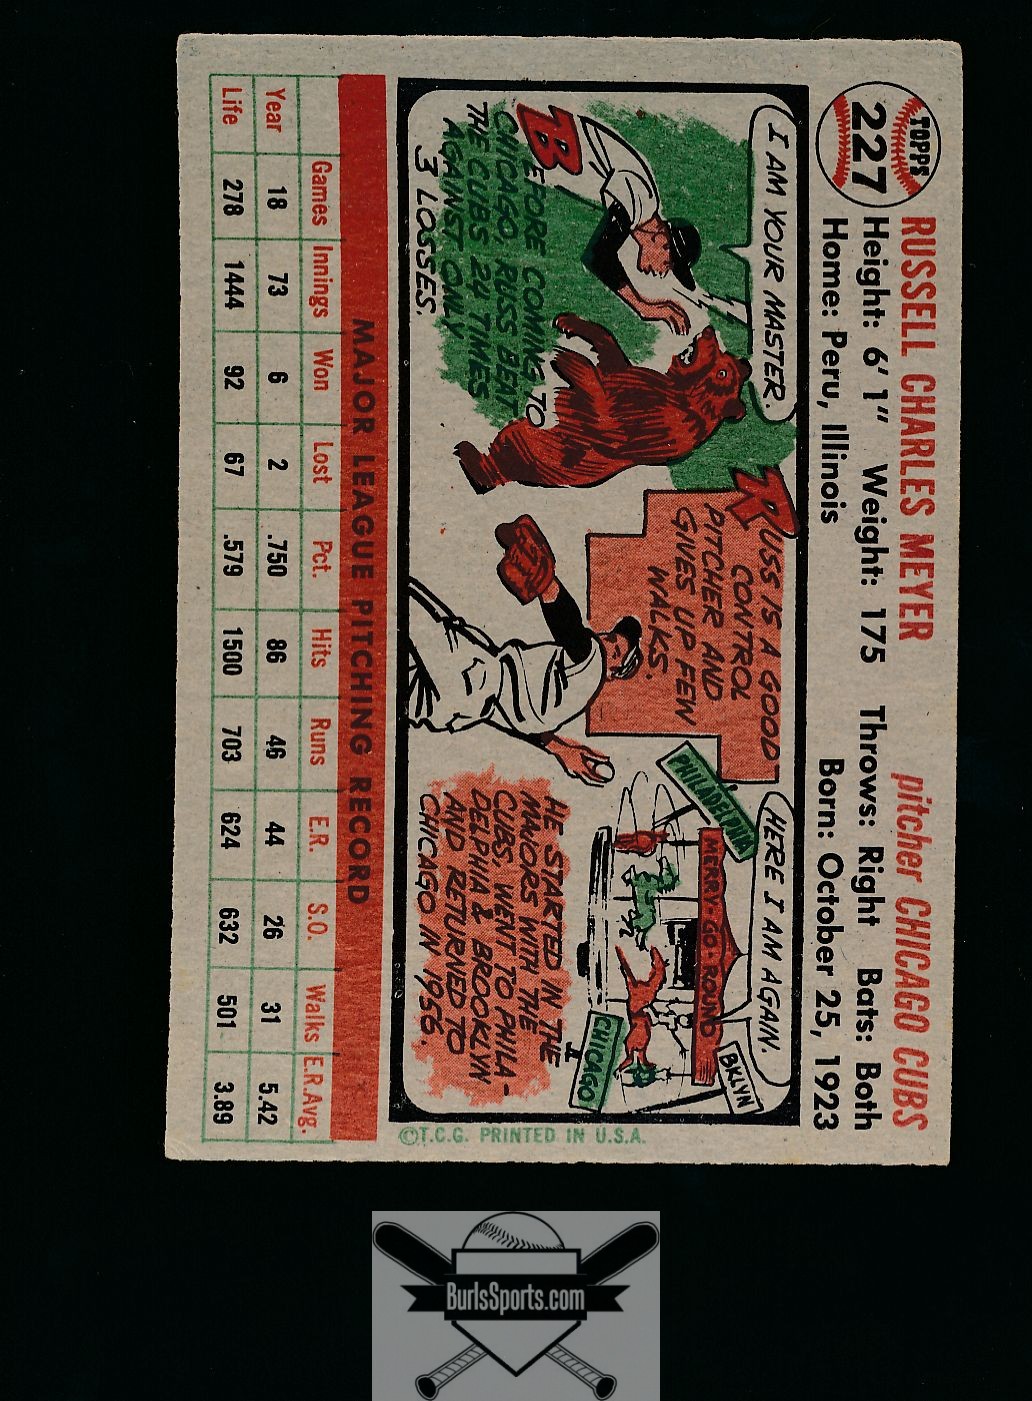 TOPPS
227
RUSSELL CHARLES MEYER pitcher CHICAGO CUBS
Height: 6' 1" Weight: 175 Throws: Right Bats: Both
Home: Peru, Illinois Born: October 25, 1923
I AM YOUR MASTER.
BEFORE COMING TO
CHICAGO, RUSS BEAT
THE CUBS 24 TIMES
AGAINST ONLY
3 LOSSES.
RUSS IS A GOOD
CONTROL
PITCHER AND
GIVES UP FEW
WALKS.
HERE I AM AGAIN.
PHILADELPHIA
MERRY-GO-ROUND
BKLYN
CHICAGO
HE STARTED IN THE
MAJORS WITH THE
CUBS WENT TO PHILA-
DELPHIA & BROOKLYN
AND RETURNED TO
CHICAGO IN 1956.
©T.C.G. PRINTED IN U.S.A.
MAJOR LEAGUE PITCHING RECORD
Games Innings Won Lost Pct. Hits Runs E.R. S.O. Walks E.R.Avg.
Year 18 73 6 2 .750 86 46 44 26 31 5.42
Life 278 1444 92 67 .579 1500 703 624 632 501 3.89
BurlsSports.com